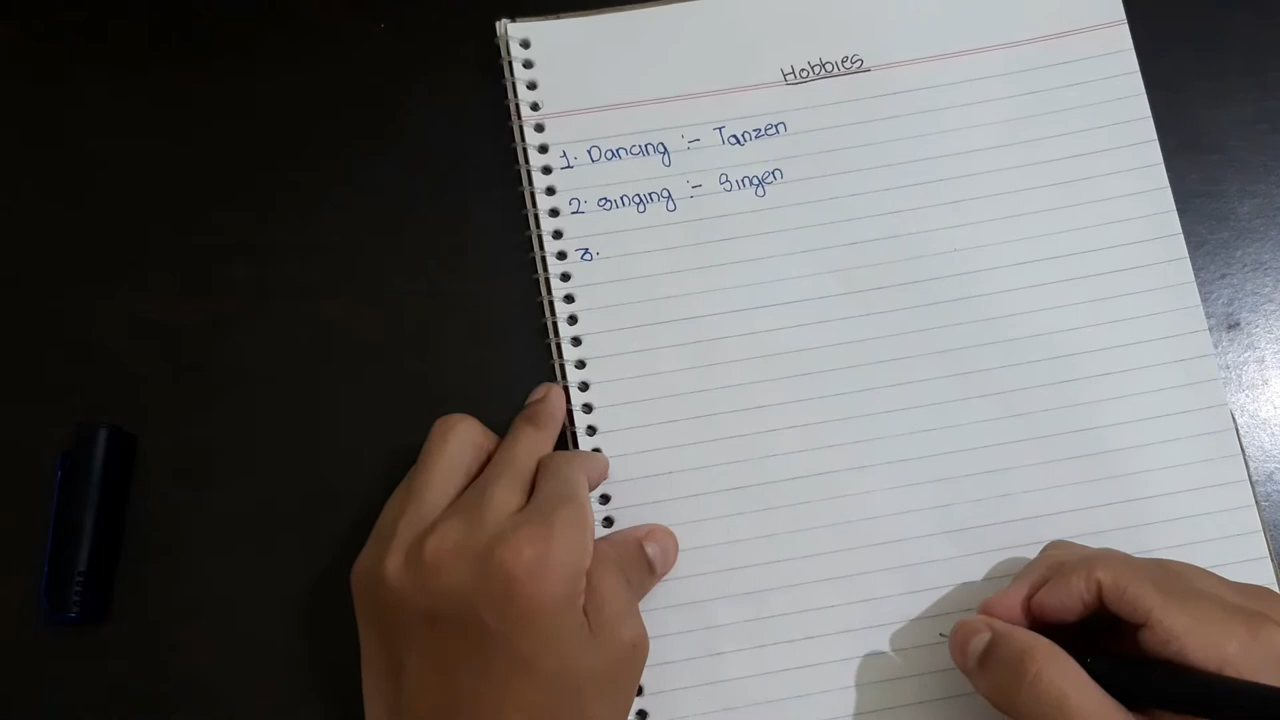 Hobbies
1. Dancing :- Tanzen
2. singing :- Singen
3.